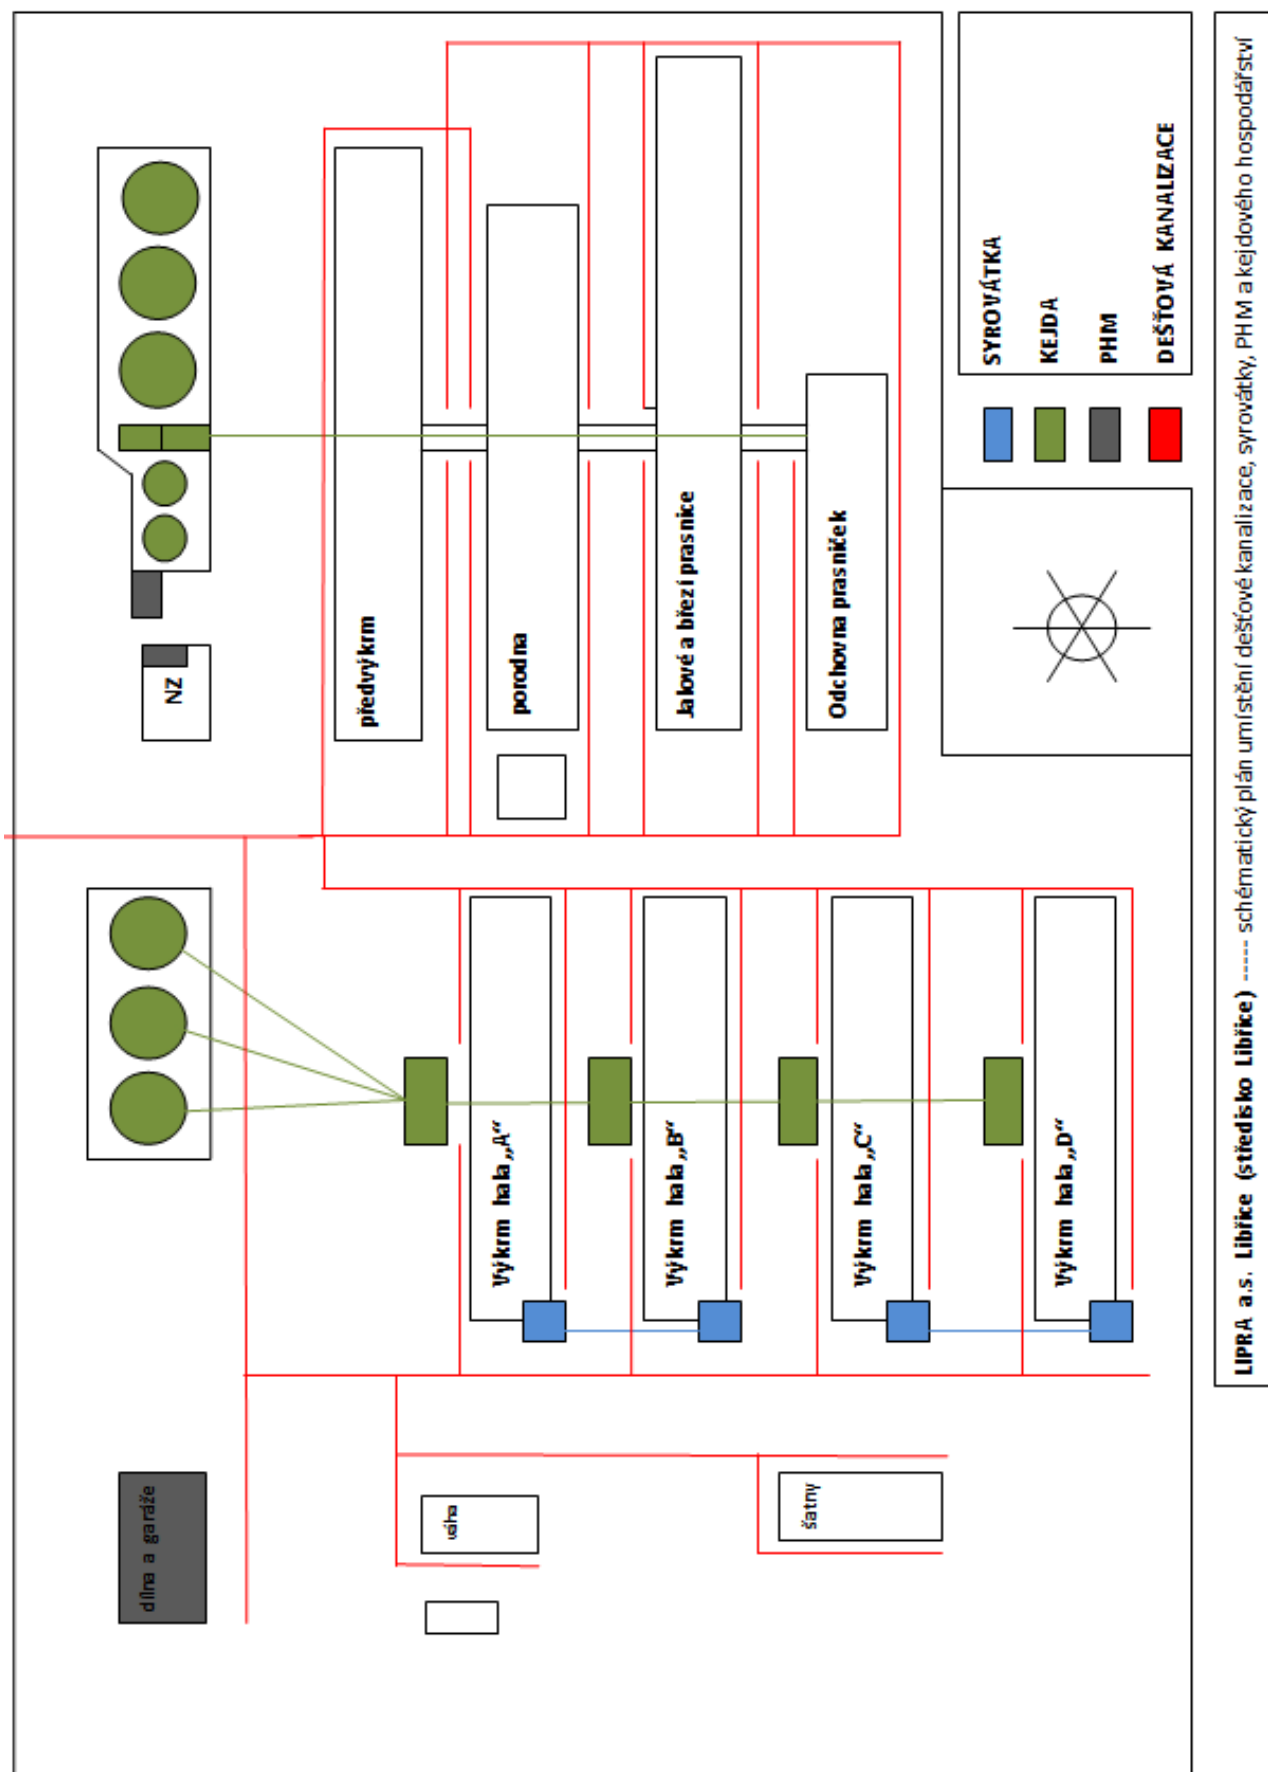 dílna a garáže
váha
šatny
Výkrm hala „A“
Výkrm hala „B“
Výkrm hala „C“
Výkrm hala „D“
NZ
předvýkrm
porodna
Jalové a březí prasnice
Odchovna prasniček
SYROVÁTKA
KEJDA
PHM
DEŠŤOVÁ KANALIZACE
LIPRA a.s. Libřice (středisko Libřice) ----- schématický plán umístění dešťové kanalizace, syrovátky, PHM a kejdového hospodářství